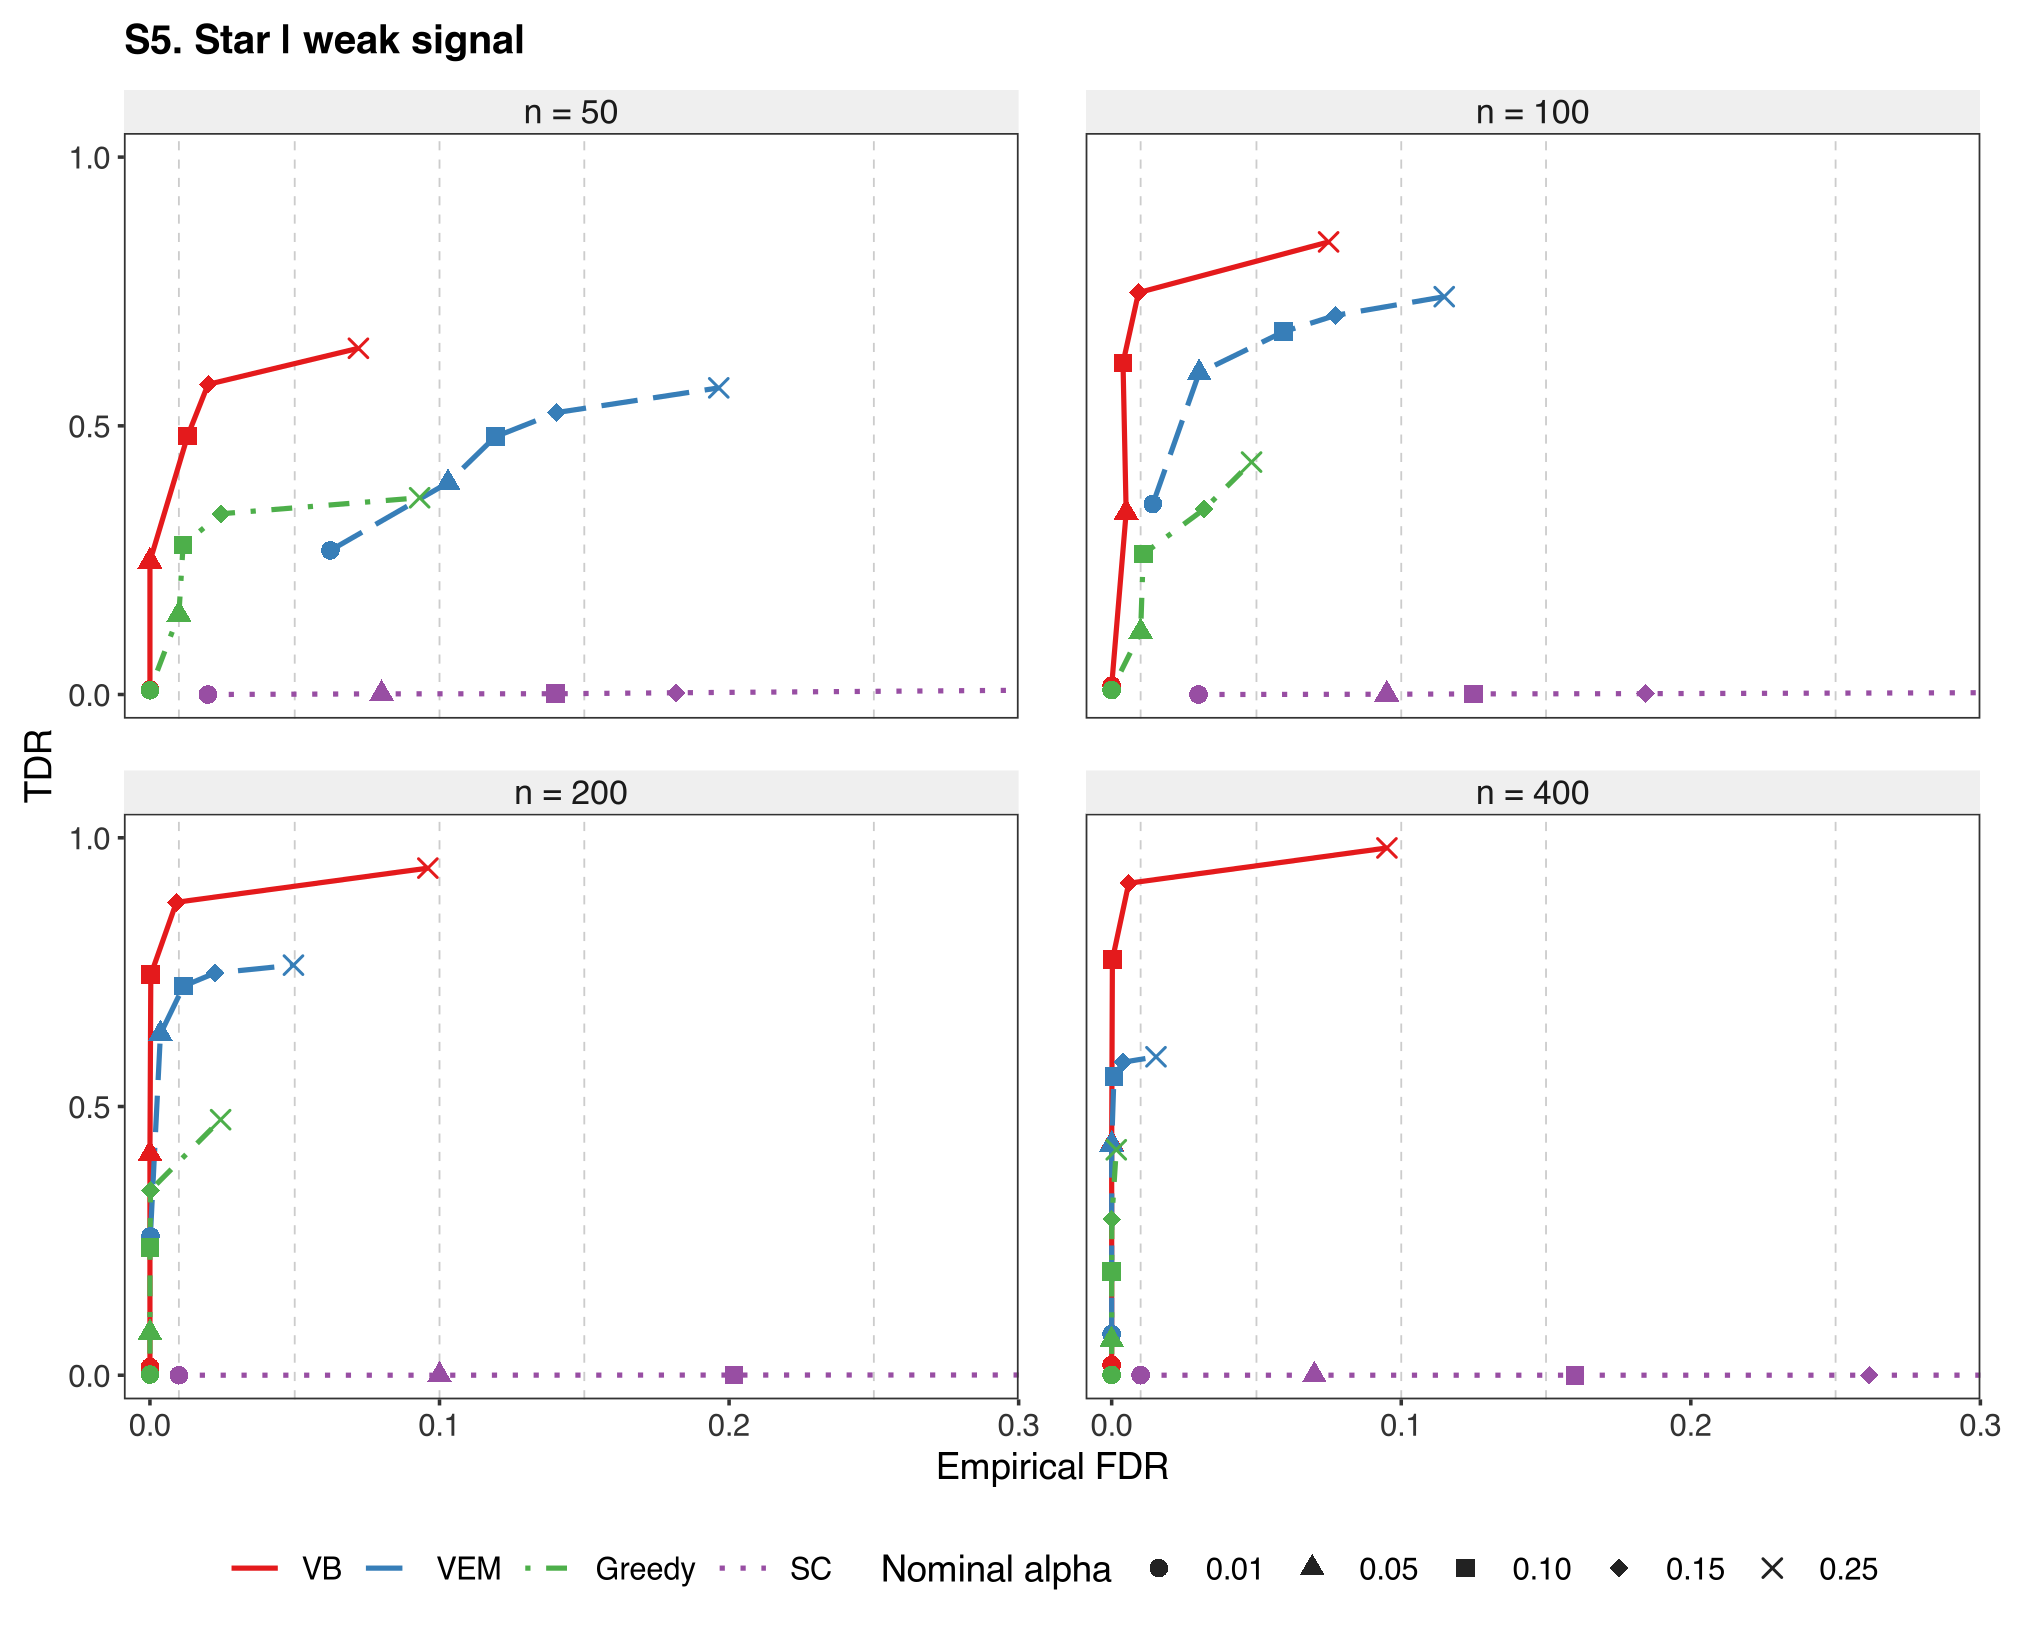 S5. Star I weak signal
n = 50
n = 100
1.0
0.5
0.0
TDR
n = 200
n = 400
1.0
0.5
0.0
0.0 0.1 0.2 0.3
0.0 0.1 0.2 0.3
Empirical FDR
VB VEM Greedy SC Nominal alpha 0.01 0.05 0.10 0.15 0.25